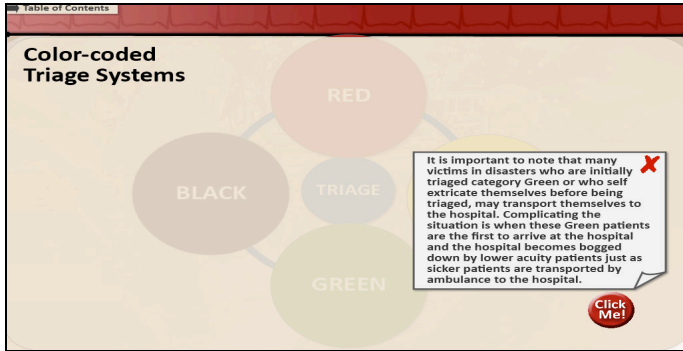 Table of Contents
Color-coded
Triage Systems
RED
BLACK
TRIAGE
GREEN
It is important to note that many
victims in disasters who are initially
triaged category Green or who self
extricate themselves before being
triaged, may transport themselves to
the hospital. Complicating the
situation is when these Green patients
are the first to arrive at the hospital
and the hospital becomes bogged
down by lower acuity patients just as
sicker patients are transported by
ambulance to the hospital.
Click
Me!